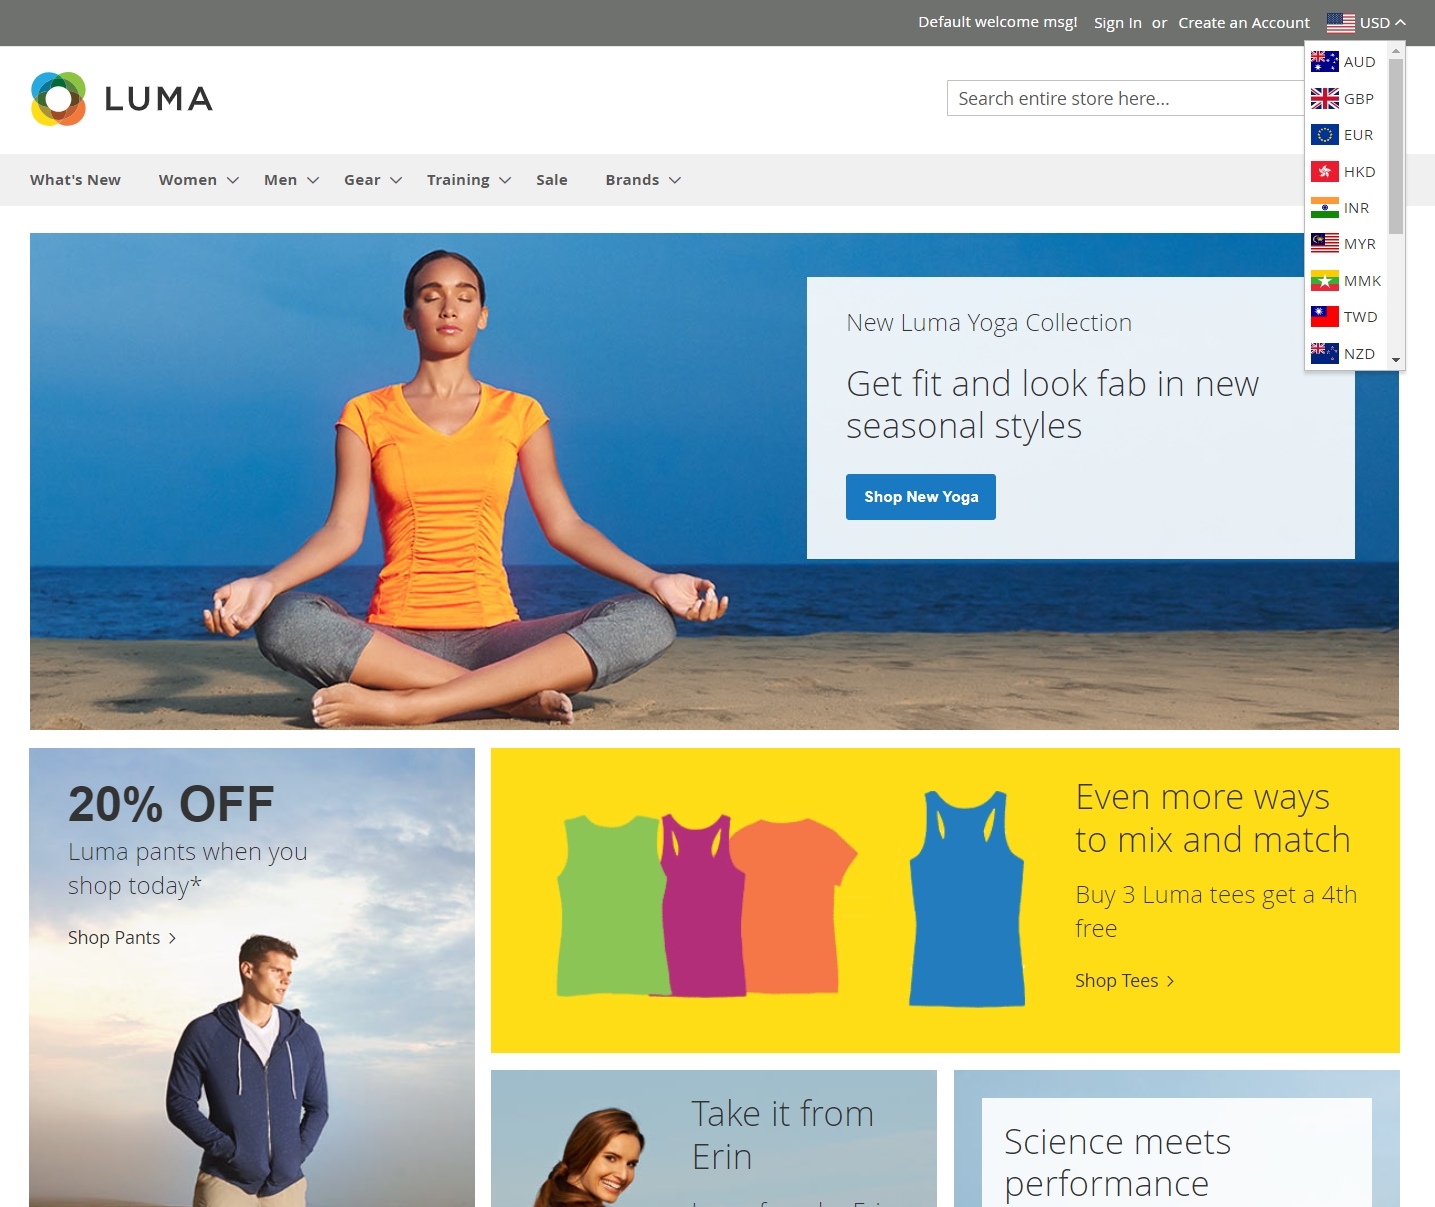 Default welcome msg! Sign In or Create an Account USD
AUD
GBP
EUR
HKD
INR
MYR
MMK
TWD
NZD
LUMA
Search entire store here...
What's New Women Men Gear Training Sale Brands
New Luma Yoga Collection
Get fit and look fab in new
seasonal styles
Shop New Yoga
20% OFF
Luma pants when you
shop today*
Shop Pants
Even more ways
to mix and match
Buy 3 Luma tees get a 4th
free
Shop Tees
Take it from
Erin
Science meets
performance